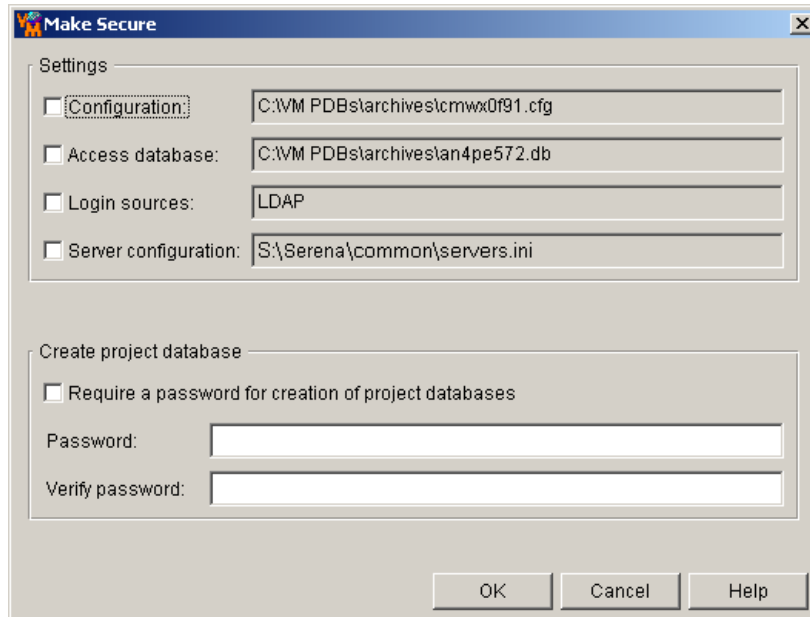 VM Make Secure
Settings
Configuration: C:\VM PDBs\archives\cmwx0f91.cfg
Access database: C:\VM PDBs\archives\an4pe572.db
Login sources: LDAP
Server configuration: S:\Serena\common\servers.ini
Create project database
Require a password for creation of project databases
Password:
Verify password:
OK Cancel Help